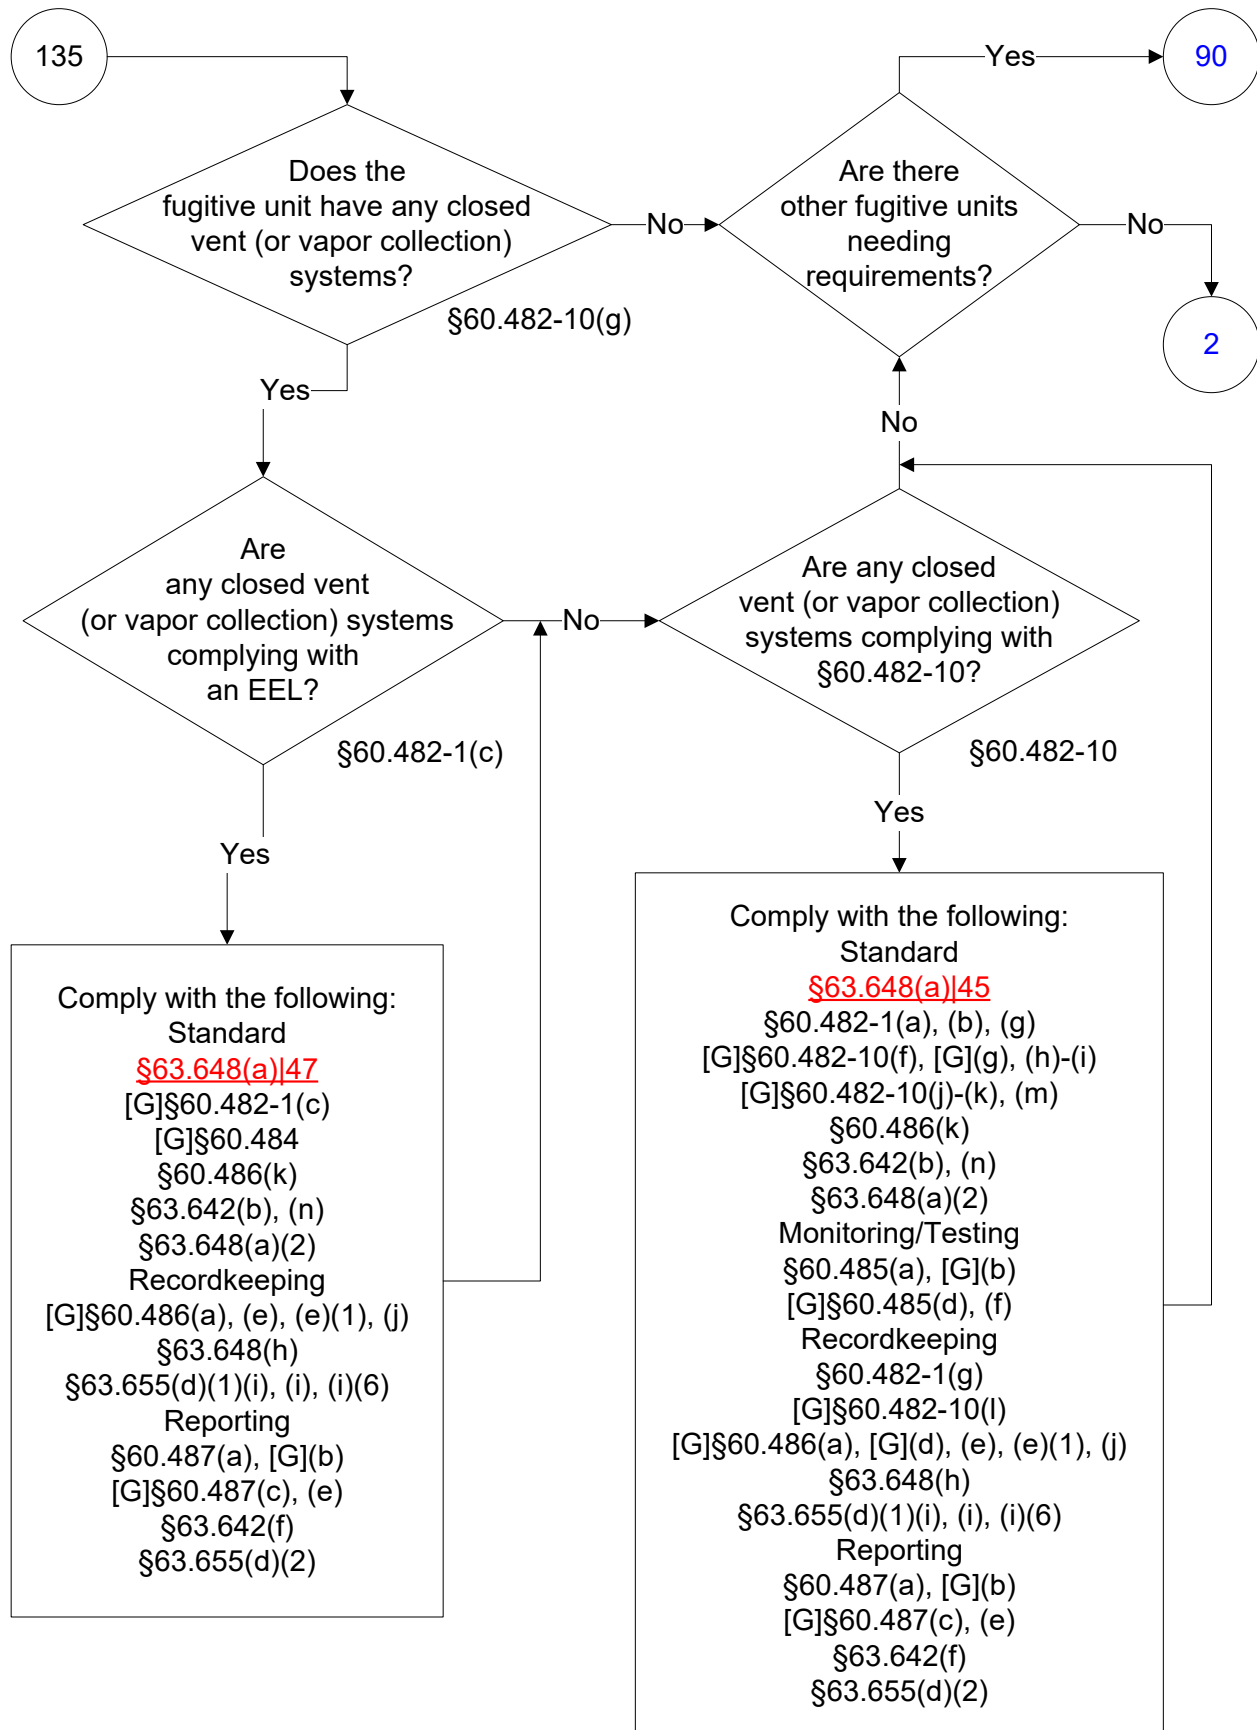 135
Does the
fugitive unit have any closed
vent (or vapor collection)
systems?
§60.482-10(g)
No
Yes
Are there
other fugitive units
needing
requirements?
Yes
90
No
2
Are
any closed vent
(or vapor collection) systems
complying with
an EEL?
§60.482-1(c)
No
Yes
Are any closed
vent (or vapor collection)
systems complying with
§60.482-10?
§60.482-10
No
Yes
Comply with the following:
Standard
§63.648(a)|47
[G]§60.482-1(c)
[G]§60.484
§60.486(k)
§63.642(b), (n)
§63.648(a)(2)
Recordkeeping
[G]§60.486(a), (e), (e)(1), (j)
§63.648(h)
§63.655(d)(1)(i), (i), (i)(6)
Reporting
§60.487(a), [G](b)
[G]§60.487(c), (e)
§63.642(f)
§63.655(d)(2)
Comply with the following:
Standard
§63.648(a)|45
§60.482-1(a), (b), (g)
[G]§60.482-10(f), [G](g), (h)-(i)
[G]§60.482-10(j)-(k), (m)
§60.486(k)
§63.642(b), (n)
§63.648(a)(2)
Monitoring/Testing
§60.485(a), [G](b)
[G]§60.485(d), (f)
Recordkeeping
§60.482-1(g)
[G]§60.482-10(l)
[G]§60.486(a), [G](d), (e), (e)(1), (j)
§63.648(h)
§63.655(d)(1)(i), (i), (i)(6)
Reporting
§60.487(a), [G](b)
[G]§60.487(c), (e)
§63.642(f)
§63.655(d)(2)